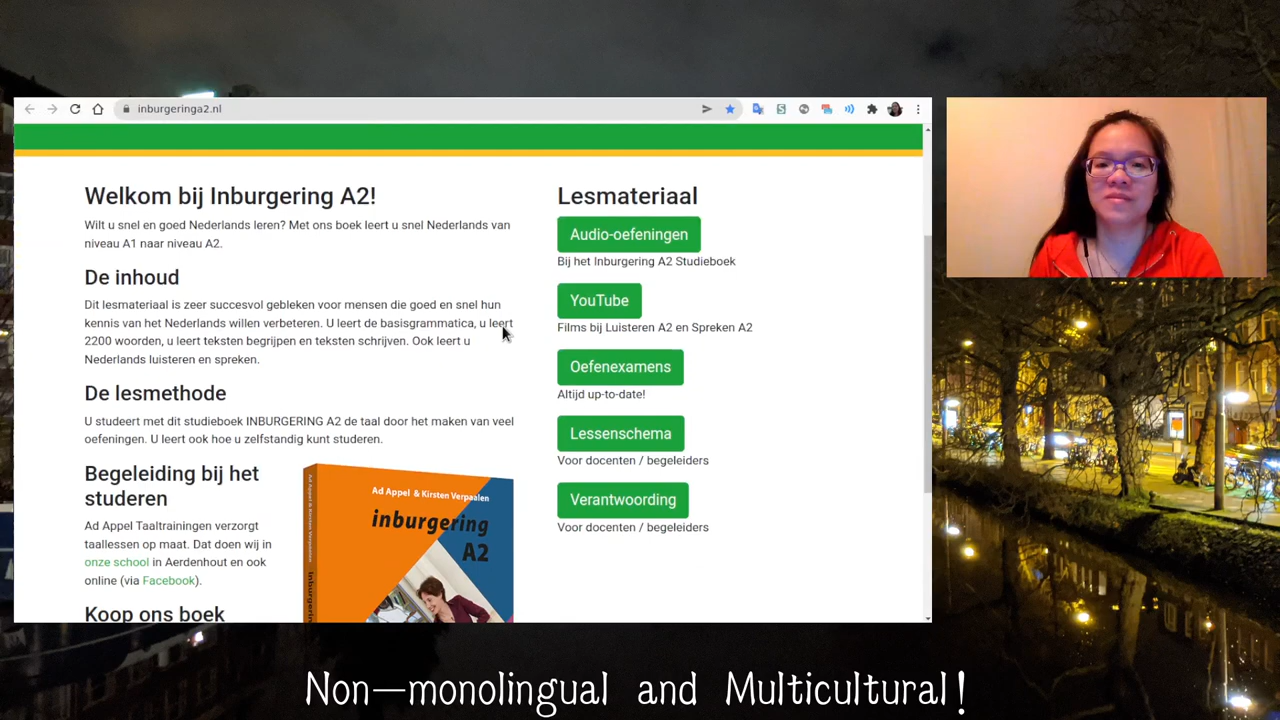 inburgeringa2.nl
Welkom bij Inburgering A2!
Wilt u snel en goed Nederlands leren? Met ons boek leert u snel Nederlands van
niveau A1 naar niveau A2.
De inhoud
Dit lesmateriaal is zeer succesvol gebleken voor mensen die goed en snel hun
kennis van het Nederlands willen verbeteren. U leert de basisgrammatica, u leert
2200 woorden, u leert teksten begrijpen en teksten schrijven. Ook leert u
Nederlands luisteren en spreken.
De lesmethode
U studeert met dit studieboek INBURGERING A2 de taal door het maken van veel
oefeningen. U leert ook hoe u zelfstandig kunt studeren.
Begeleiding bij het
studeren
Ad Appel Taaltrainingen verzorgt
taallessen op maat. Dat doen wij in
onze school in Aerdenhout en ook
online (via Facebook).
Koop ons boek
Ad Appel & Kirsten Verpaalen
inburgering
A2
Ad Appel & Kirsten Verpaalen
Lesmateriaal
Audio-oefeningen
Bij het Inburgering A2 Studieboek
YouTube
Films bij Luisteren A2 en Spreken A2
Oefenexamens
Altijd up-to-date!
Lessenschema
Voor docenten / begeleiders
Verantwoording
Voor docenten / begeleiders
Non-monolingual and Multicultural!